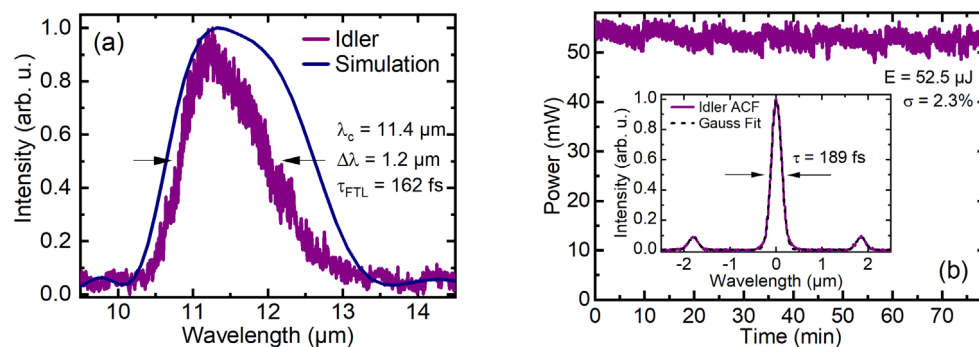 (a)
Idler
Simulation
λc = 11.4 µm
Δλ = 1.2 µm
τFTL = 162 fs
Intensity (arb. u.)
1.0
0.8
0.6
0.4
0.2
0.0
10 11 12 13 14
Wavelength (µm)
Power (mW)
50
40
30
20
10
0
E = 52.5 µJ
σ = 2.3%
Idler ACF
Gauss Fit
τ = 189 fs
Intensity (arb. u.)
1.0
0.8
0.6
0.4
0.2
0.0
-2 -1 0 1 2
Wavelength (µm)
(b)
0 10 20 30 40 50 60 70
Time (min)